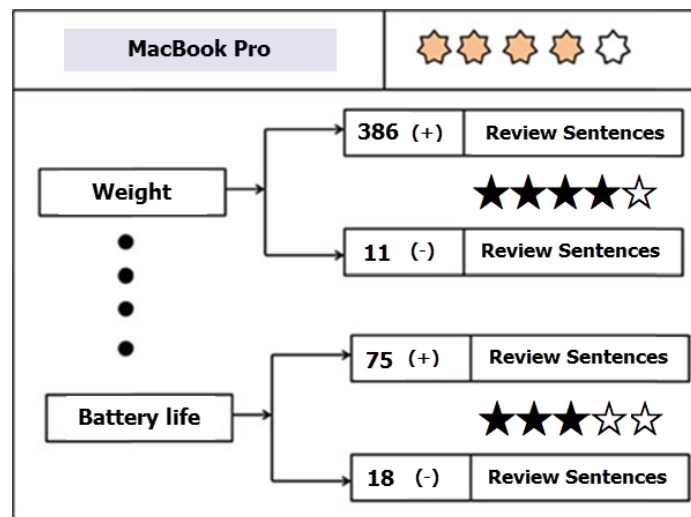 MacBook Pro
386 (+) Review Sentences
Weight
11 (-) Review Sentences
75 (+) Review Sentences
Battery life
18 (-) Review Sentences